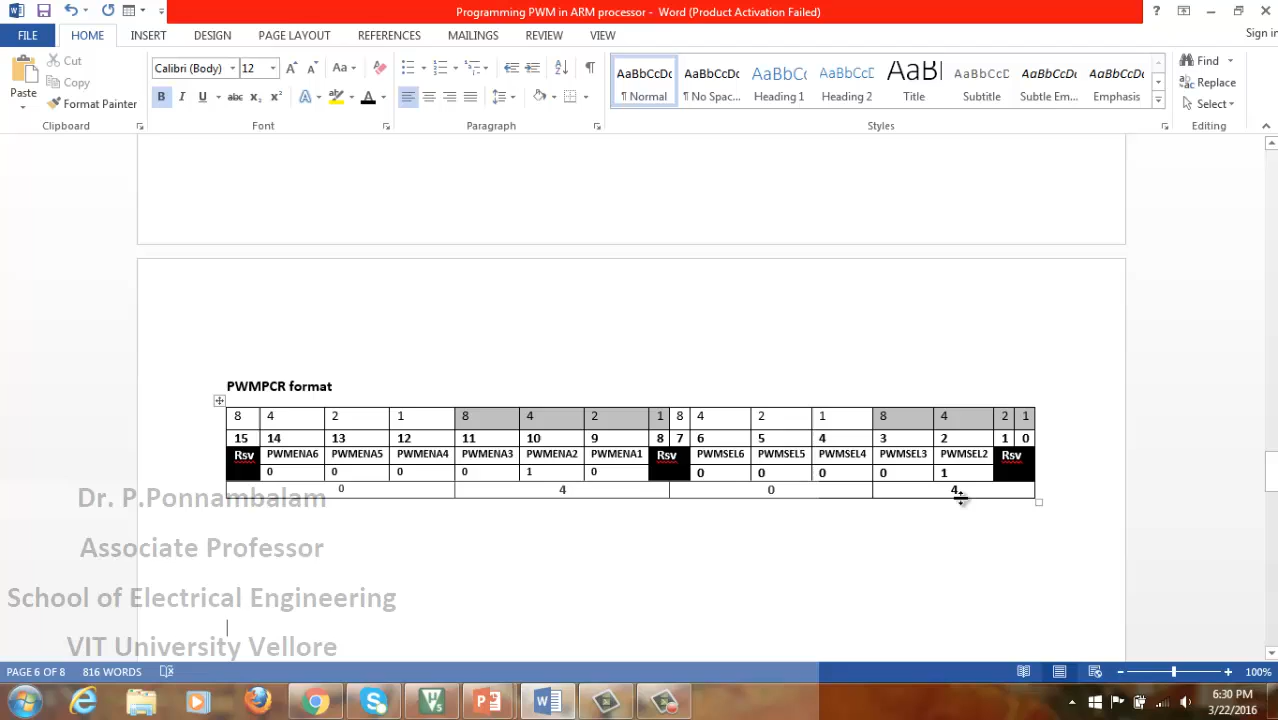 Programming PWM in ARM processor - Word (Product Activation Failed)
FILE HOME INSERT DESIGN PAGE LAYOUT REFERENCES MAILINGS REVIEW VIEW Sign in
Cut
Copy
Format Painter
Paste
Clipboard
Calibri (Body) 12
Font
Paragraph
AaBbCcDc AaBbCcDc AaBbC AaBbCcD AaBl AaBbCcD AaBbCcDc AaBbCcDc
¶ Normal ¶ No Spac... Heading 1 Heading 2 Title Subtitle Subtle Em... Emphasis
Styles
Find
Replace
Select
Editing
PWMPCR format
8 4 2 1 8 4 2 1 8 4 2 1 8 4 2 1
15 14 13 12 11 10 9 8 7 6 5 4 3 2 1 0
Rsv PWMENA6 PWMENA5 PWMENA4 PWMENA3 PWMENA2 PWMENA1 Rsv PWMSEL6 PWMSEL5 PWMSEL4 PWMSEL3 PWMSEL2 Rsv
0 0 0 0 1 0 0 0 0 0 1
0 4 0 4
Dr. P.Ponnambalam
Associate Professor
School of Electrical Engineering
VIT University Vellore
PAGE 6 OF 8 816 WORDS 100%
6:30 PM
3/22/2016